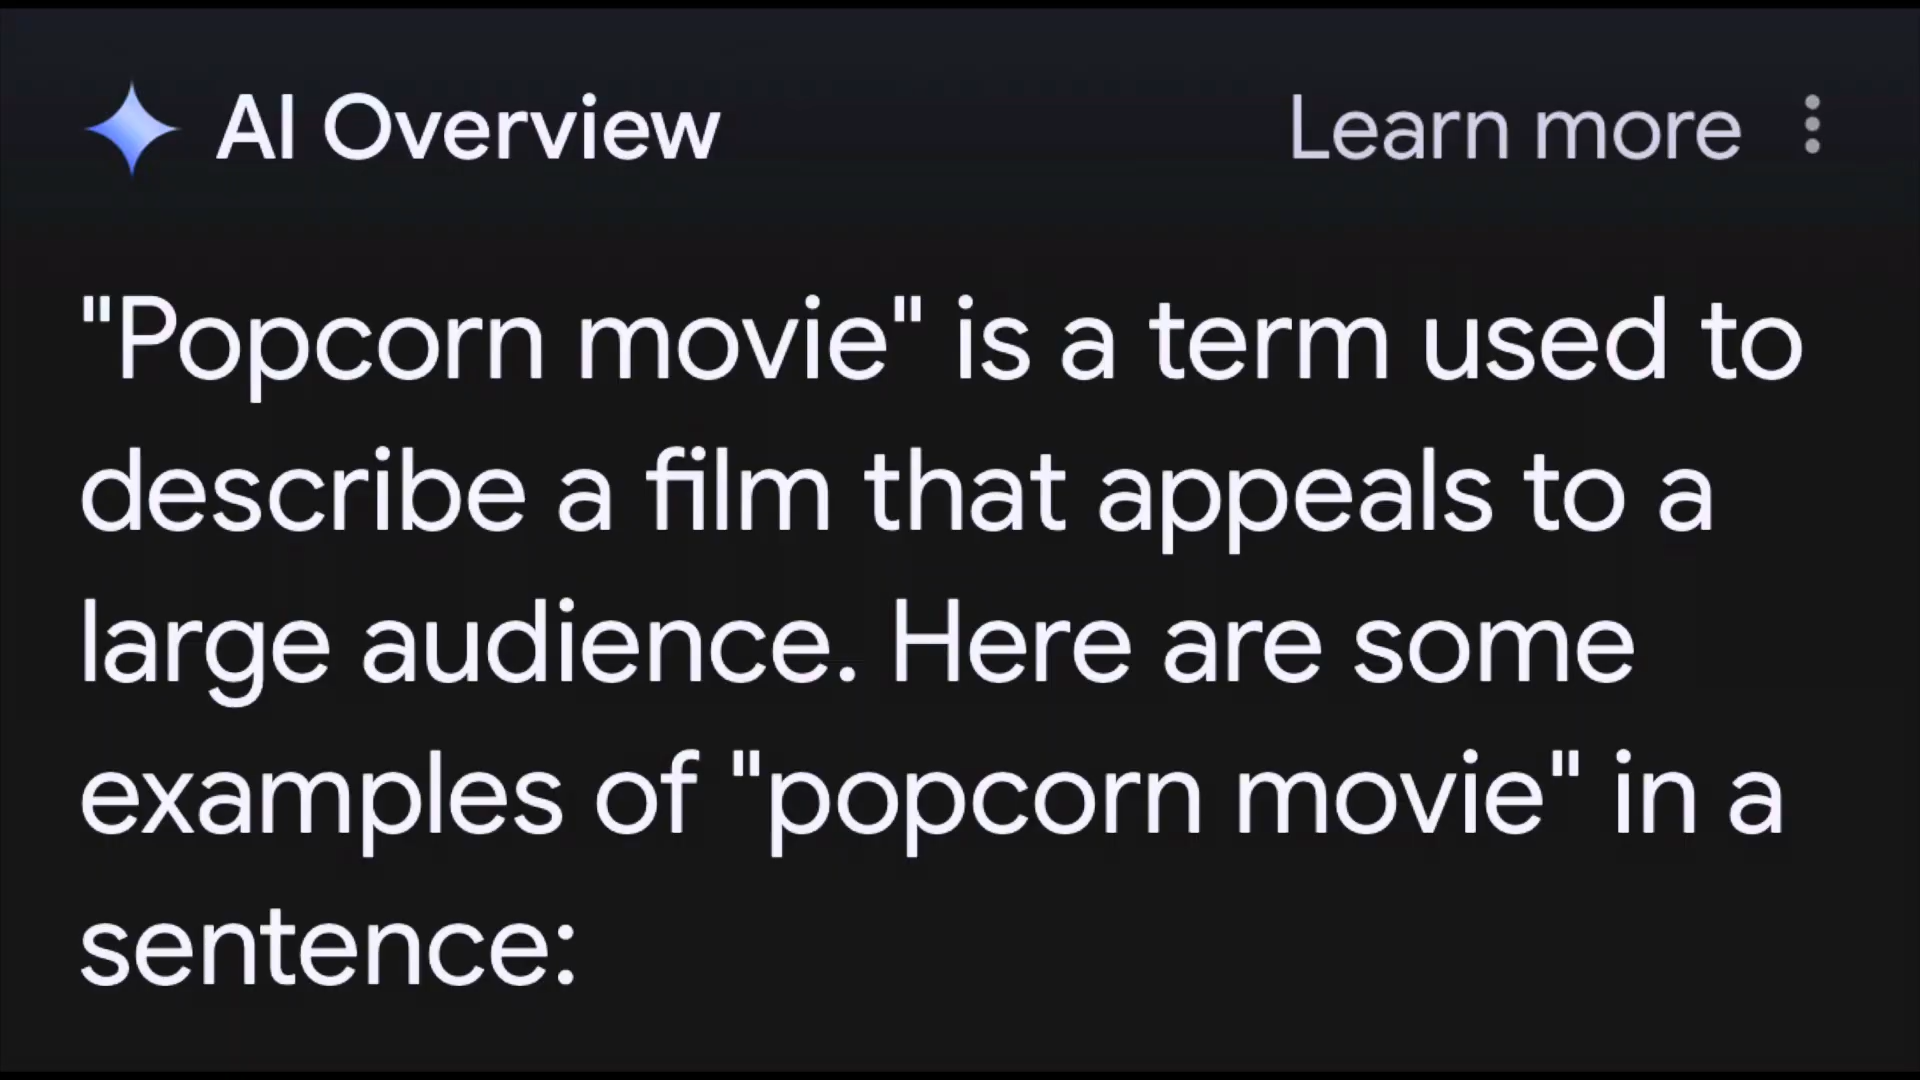 AI Overview
Learn more
"Popcorn movie" is a term used to
describe a film that appeals to a
large audience. Here are some
examples of "popcorn movie" in a
sentence: